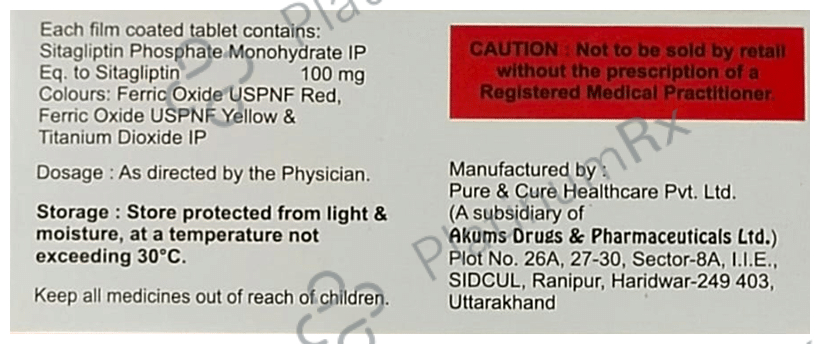 Each film coated tablet contains:
Sitagliptin Phosphate Monohydrate IP
Eq. to Sitagliptin 100 mg
Colours: Ferric Oxide USPNF Red,
Ferric Oxide USPNF Yellow &
Titanium Dioxide IP
Dosage : As directed by the Physician.
Storage : Store protected from light &
moisture, at a temperature not
exceeding 30°C.
Keep all medicines out of reach of children.
CAUTION : Not to be sold by retail
without the prescription of a
Registered Medical Practitioner.
Manufactured by :
Pure & Cure Healthcare Pvt. Ltd.
(A subsidiary of
Akums Drugs & Pharmaceuticals Ltd.)
Plot No. 26A, 27-30, Sector-8A, I.I.E.,
SIDCUL, Ranipur, Haridwar-249 403,
Uttarakhand
PlatinumRx